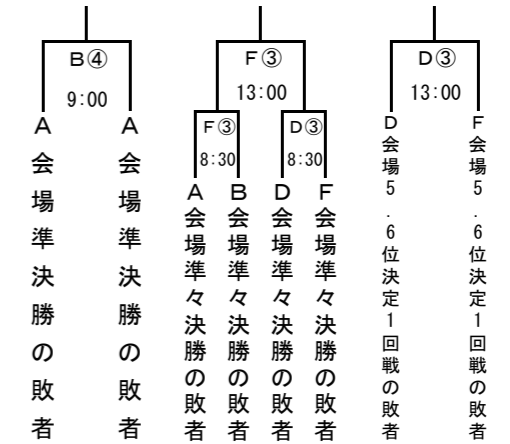 B④
9:00
A会場準決勝の敗者
A会場準決勝の敗者
F③
13:00
F③
8:30
D③
8:30
A会場準々決勝の敗者
B会場準々決勝の敗者
D会場準々決勝の敗者
F会場準々決勝の敗者
D③
13:00
D会場5.6位決定1回戦の敗者
F会場5.6位決定1回戦の敗者